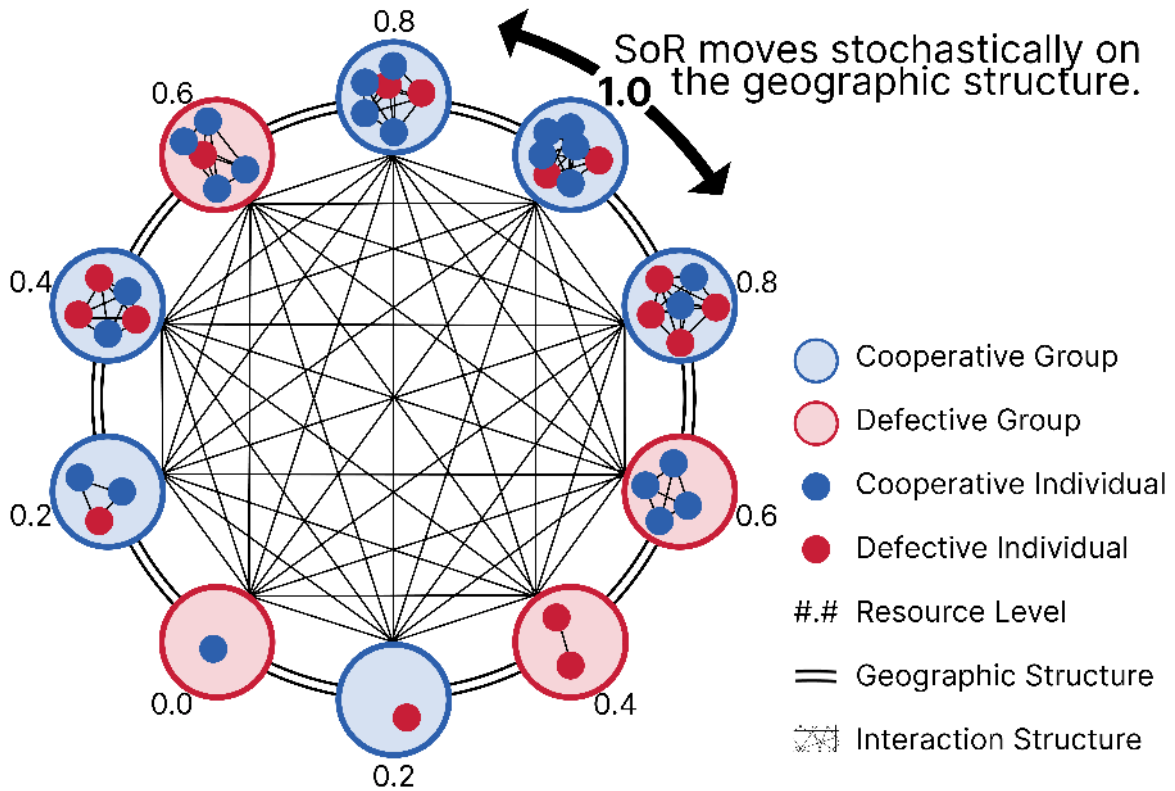 0.8
SoR moves stochastically on
the geographic structure.
1.0
0.6
0.4
0.8
0.2
0.6
0.0
0.4
0.2
Cooperative Group
Defective Group
Cooperative Individual
Defective Individual
#.# Resource Level
Geographic Structure
Interaction Structure